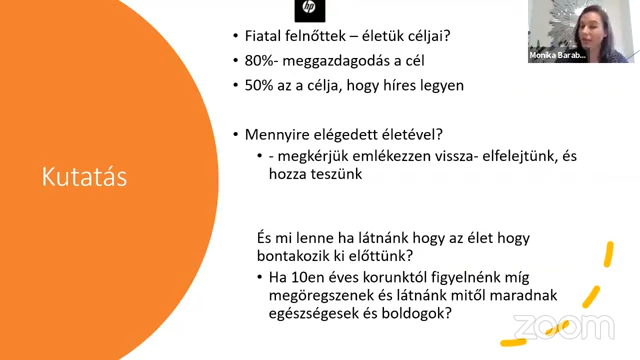 hp
Monika Barab...
• Fiatal felnőttek – életük céljai?
• 80%- meggazdagodás a cél
• 50% az a célja, hogy híres legyen
• Mennyire elégedett életével?
• - megkérjük emlékezzen vissza- elfelejtünk, és
hozza teszünk
Kutatás
És mi lenne ha látnánk hogy az élet hogy
bontakozik ki előttünk?
• Ha 10en éves korunktól figyelnénk míg
megöregszenek és látnánk mitől maradnak
egészségesek és boldogok?
zoom